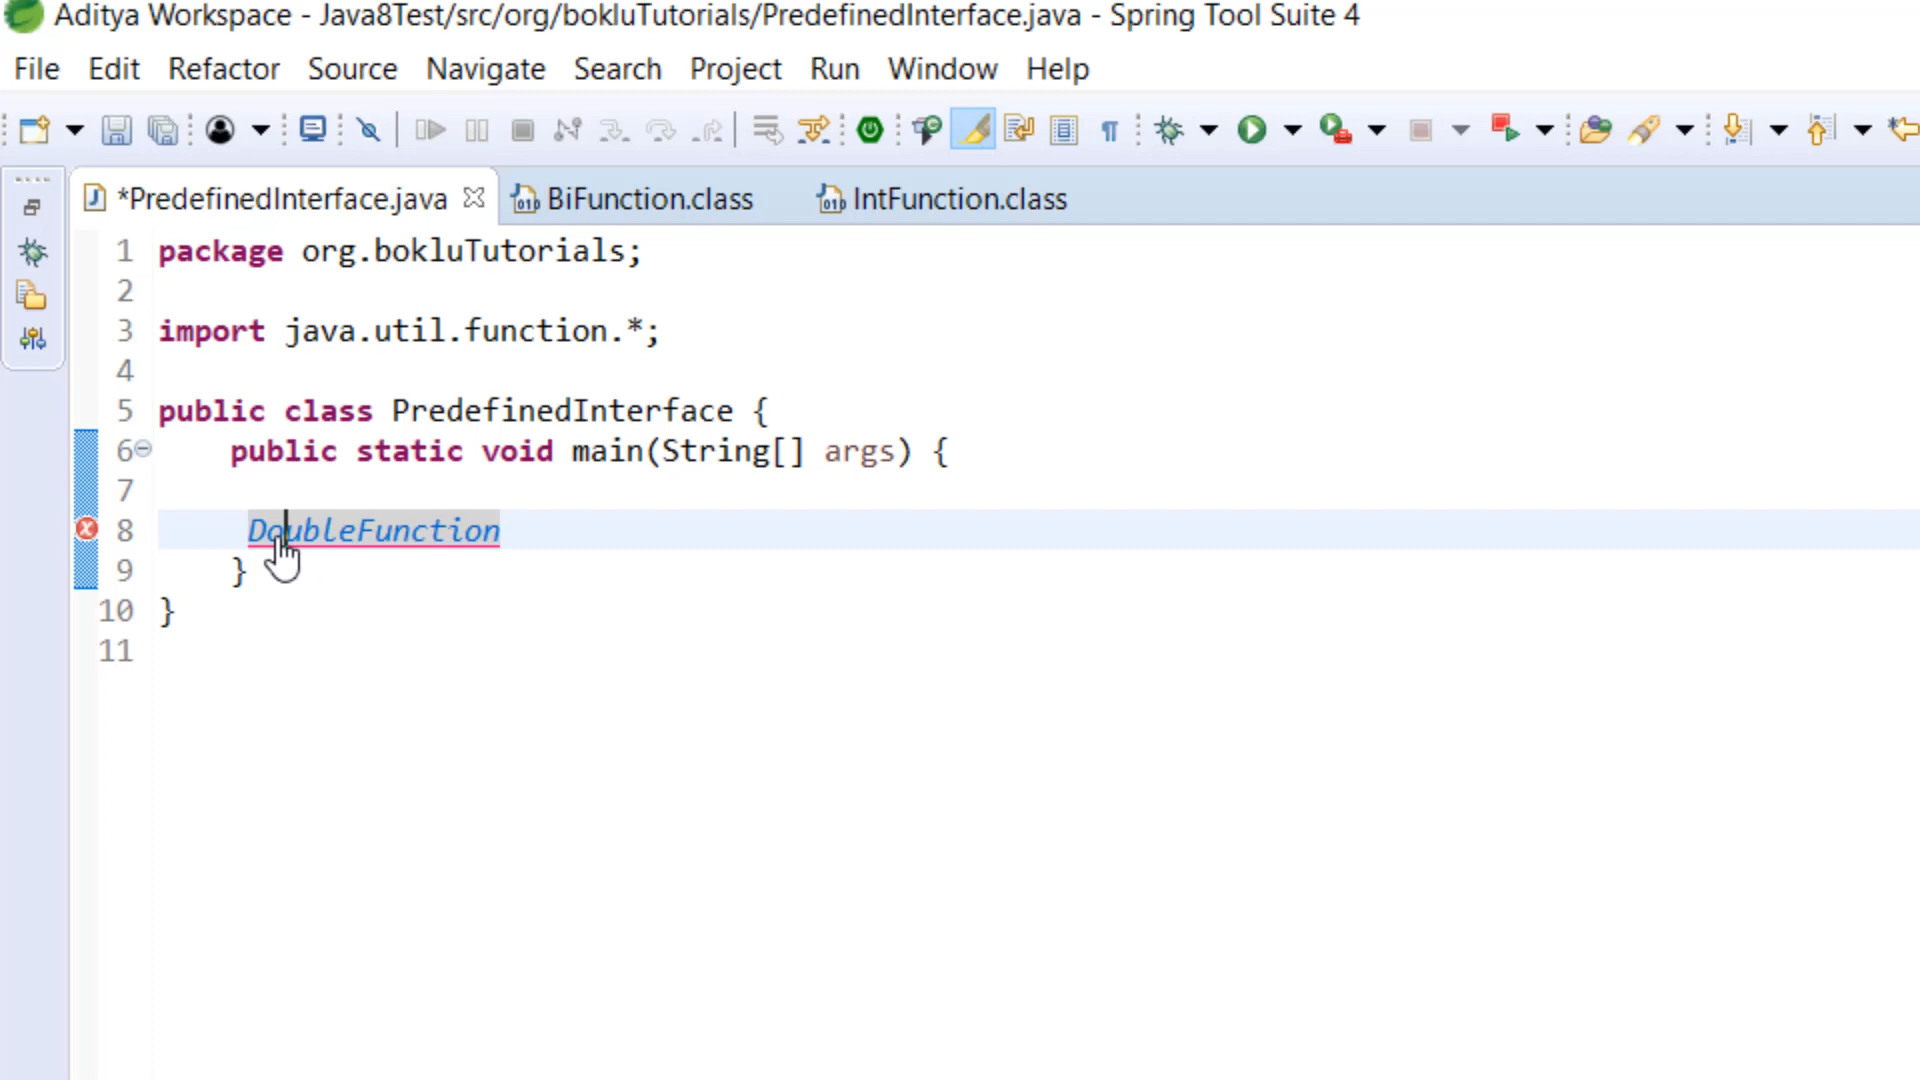 Aditya Workspace - Java8Test/src/org/bokluTutorials/PredefinedInterface.java - Spring Tool Suite 4
File Edit Refactor Source Navigate Search Project Run Window Help
*PredefinedInterface.java BiFunction.class IntFunction.class
1 package org.bokluTutorials;
2
3 import java.util.function.*;
4
5 public class PredefinedInterface {
6 public static void main(String[] args) {
7
8 DoubleFunction
9 }
10 }
11